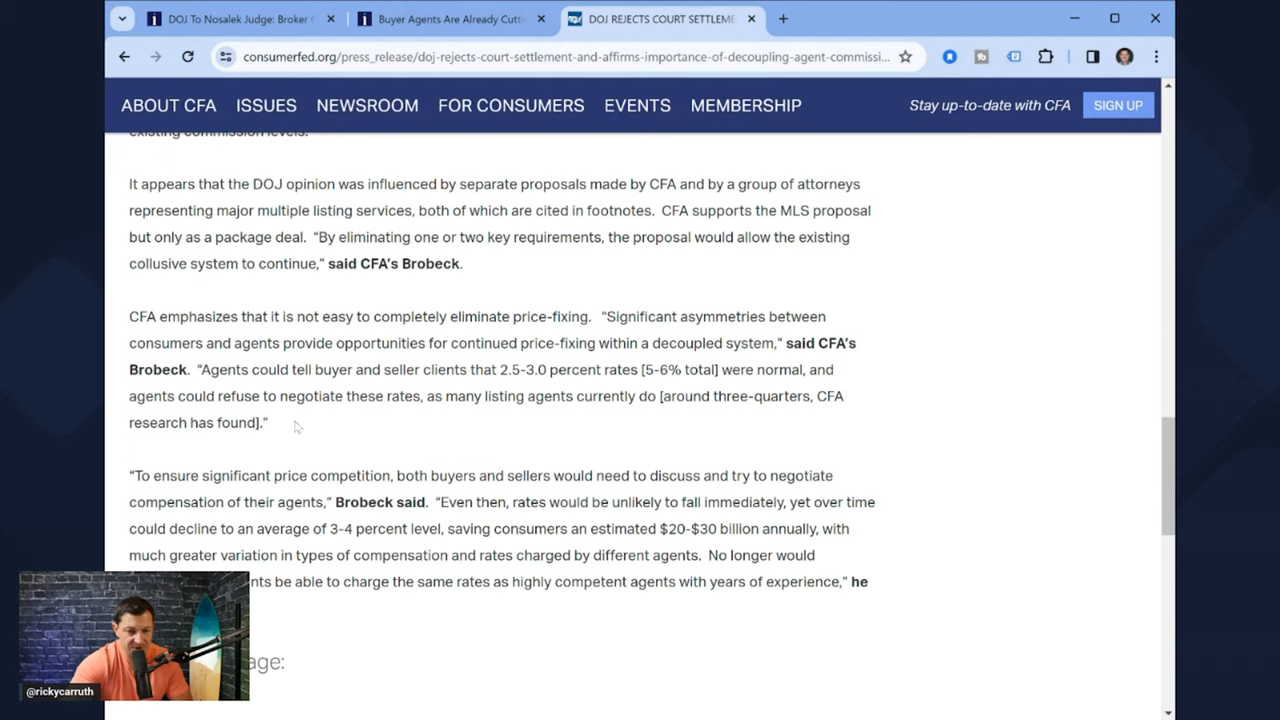 DOJ To Nosalek Judge: Broker
Buyer Agents Are Already Cutti
DOJ REJECTS COURT SETTLEME
consumerfed.org/press_release/doj-rejects-court-settlement-and-affirms-importance-of-decoupling-agent-commissi...
ABOUT CFA ISSUES NEWSROOM FOR CONSUMERS EVENTS MEMBERSHIP Stay up-to-date with CFA SIGN UP
existing commission levels.
It appears that the DOJ opinion was influenced by separate proposals made by CFA and by a group of attorneys
representing major multiple listing services, both of which are cited in footnotes. CFA supports the MLS proposal
but only as a package deal. “By eliminating one or two key requirements, the proposal would allow the existing
collusive system to continue,” said CFA’s Brobeck.
CFA emphasizes that it is not easy to completely eliminate price-fixing. “Significant asymmetries between
consumers and agents provide opportunities for continued price-fixing within a decoupled system,” said CFA’s
Brobeck. “Agents could tell buyer and seller clients that 2.5-3.0 percent rates [5-6% total] were normal, and
agents could refuse to negotiate these rates, as many listing agents currently do [around three-quarters, CFA
research has found].”
“To ensure significant price competition, both buyers and sellers would need to discuss and try to negotiate
compensation of their agents,” Brobeck said. “Even then, rates would be unlikely to fall immediately, yet over time
could decline to an average of 3-4 percent level, saving consumers an estimated $20-$30 billion annually, with
much greater variation in types of compensation and rates charged by different agents. No longer would
nts be able to charge the same rates as highly competent agents with years of experience,” he
age:
@rickycarruth